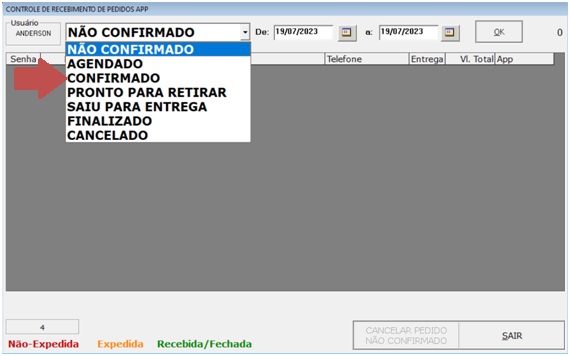 CONTROLE DE RECEBIMENTO DE PEDIDOS APP
Usuário
ANDERSON
NÃO CONFIRMADO
De: 19/07/2023 a: 19/07/2023 OK 0
NÃO CONFIRMADO
AGENDADO
CONFIRMADO
PRONTO PARA RETIRAR
SAIU PARA ENTREGA
FINALIZADO
CANCELADO
Senha Telefone Entrega Vl. Total App
4
Não-Expedida Expedida Recebida/Fechada
CANCELAR PEDIDO
NÃO CONFIRMADO
SAIR